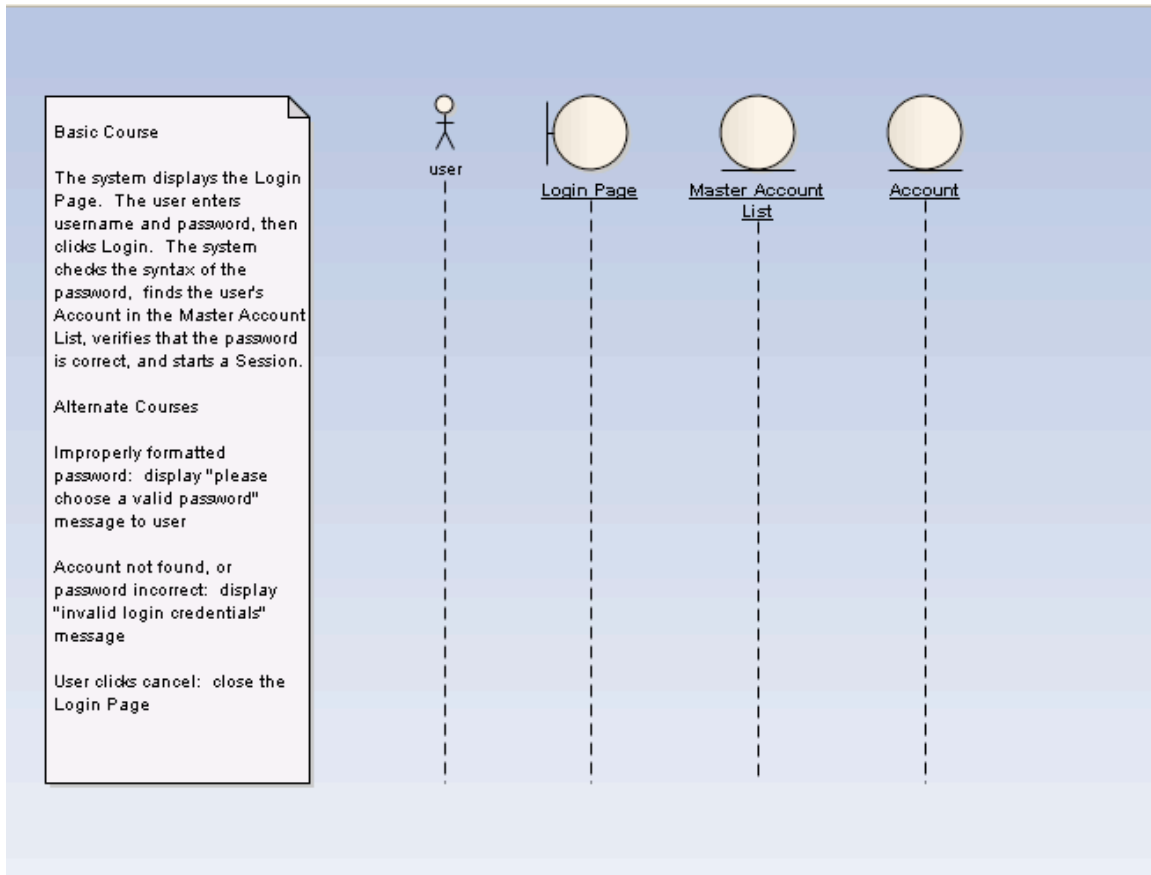 Basic Course
The system displays the Login
Page.  The user enters
username and password, then
clicks Login.  The system
checks the syntax of the
password,  finds the user's
Account in the Master Account
List, verifies that the password
is correct, and starts a Session.
Alternate Courses
Improperly formatted
password:  display "please
choose a valid password"
message to user
Account not found, or
password incorrect:  display
"invalid login credentials"
message
User clicks cancel:  close the
Login Page
user
Login Page
Master Account
List
Account